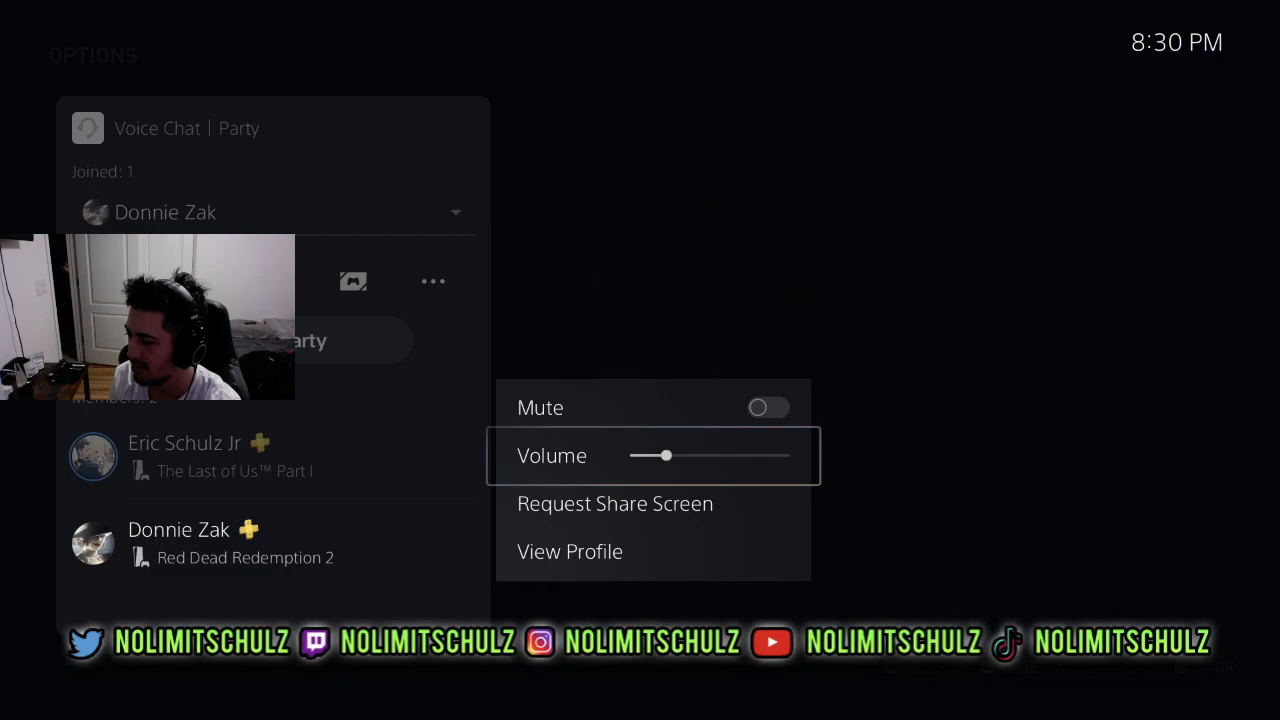 OPTIONS
8:30 PM
Voice Chat | Party
Joined: 1
Donnie Zak
arty
Members: 2
Eric Schulz Jr
The Last of Us™ Part I
Donnie Zak
Red Dead Redemption 2
Mute
Volume
Request Share Screen
View Profile
NOLIMITSCHULZ NOLIMITSCHULZ NOLIMITSCHULZ NOLIMITSCHULZ NOLIMITSCHULZ